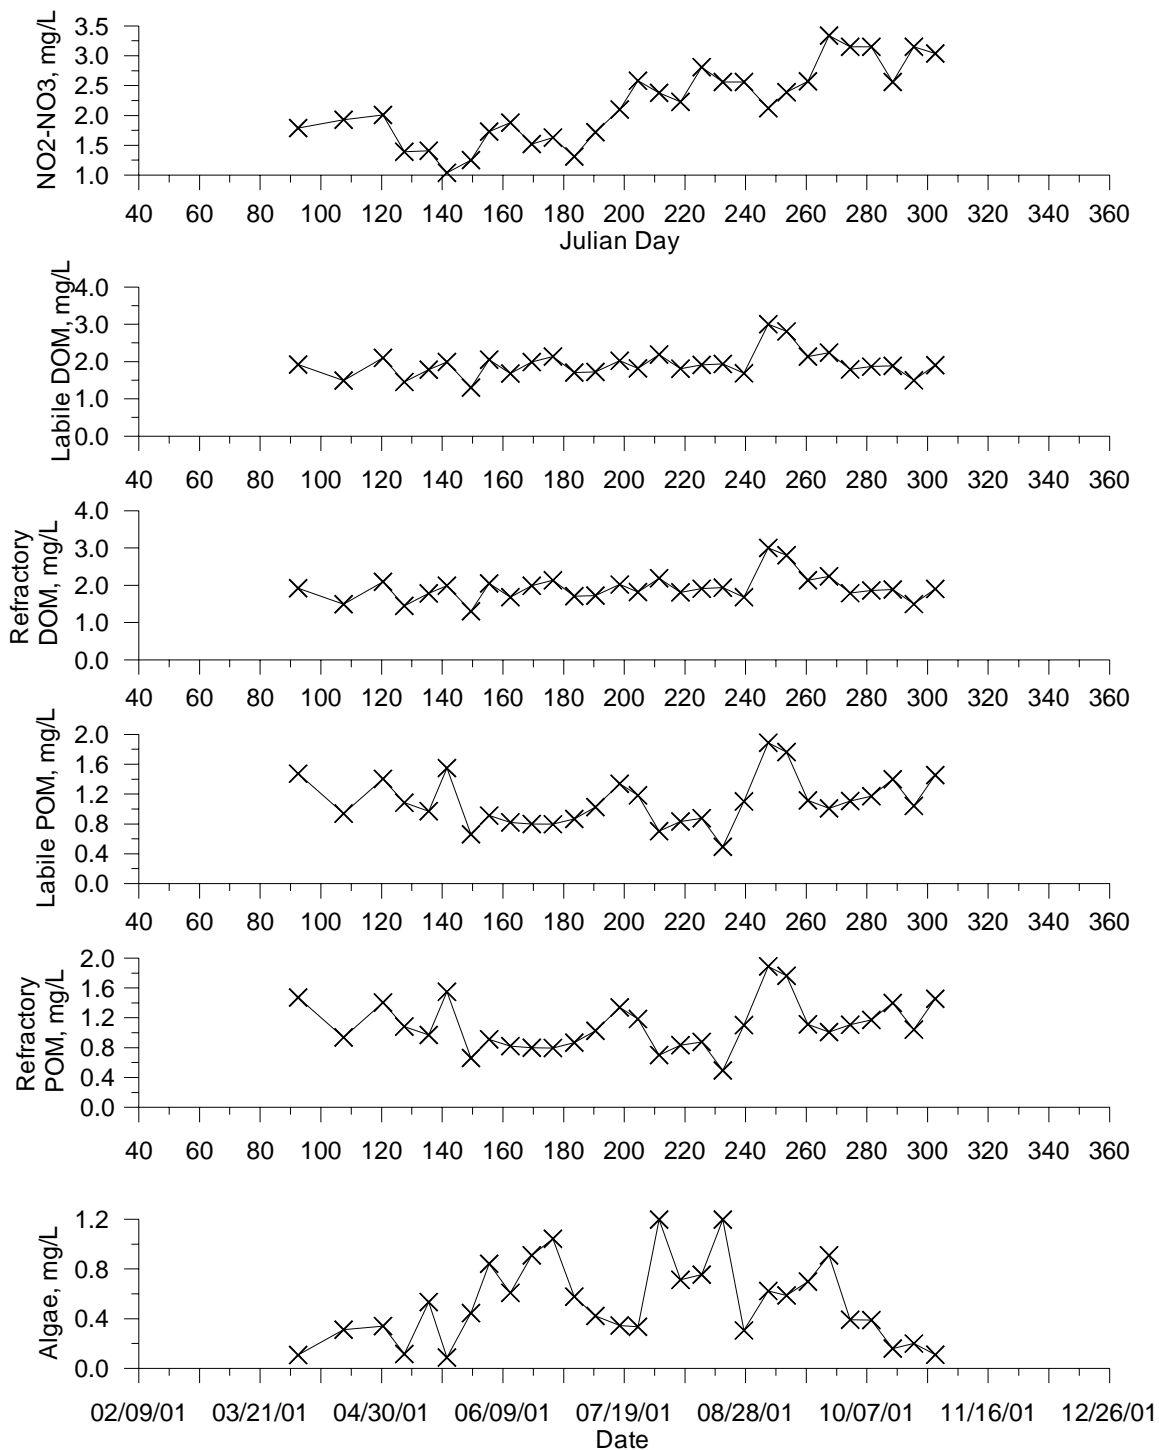 NO2-NO3, mg/L
3.5
3.0
2.5
2.0
1.5
1.0
40 60 80 100 120 140 160 180 200 220 240 260 280 300 320 340 360
Julian Day
Labile DOM, mg/L
4.0
3.0
2.0
1.0
0.0
40 60 80 100 120 140 160 180 200 220 240 260 280 300 320 340 360
Refractory
DOM, mg/L
4.0
3.0
2.0
1.0
0.0
40 60 80 100 120 140 160 180 200 220 240 260 280 300 320 340 360
Labile POM, mg/L
2.0
1.6
1.2
0.8
0.4
0.0
40 60 80 100 120 140 160 180 200 220 240 260 280 300 320 340 360
Refractory
POM, mg/L
2.0
1.6
1.2
0.8
0.4
0.0
40 60 80 100 120 140 160 180 200 220 240 260 280 300 320 340 360
Algae, mg/L
1.2
0.8
0.4
0.0
02/09/01 03/21/01 04/30/01 06/09/01 07/19/01 08/28/01 10/07/01 11/16/01 12/26/01
Date